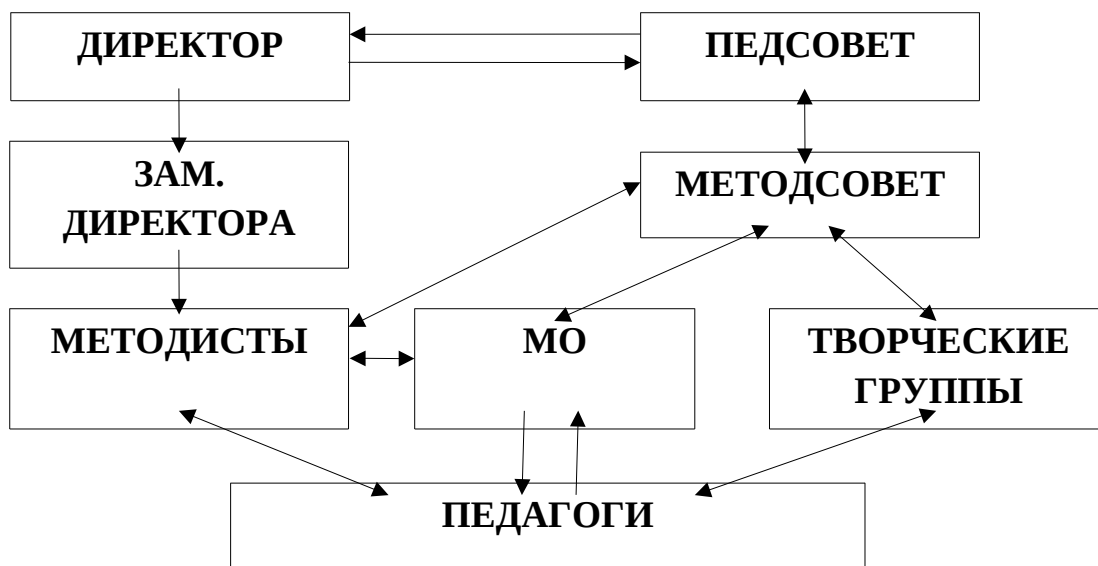 ДИРЕКТОР
ПЕДСОВЕТ
ЗАМ.
ДИРЕКТОРА
МЕТОДСОВЕТ
МЕТОДИСТЫ
МО
ТВОРЧЕСКИЕ
ГРУППЫ
ПЕДАГОГИ